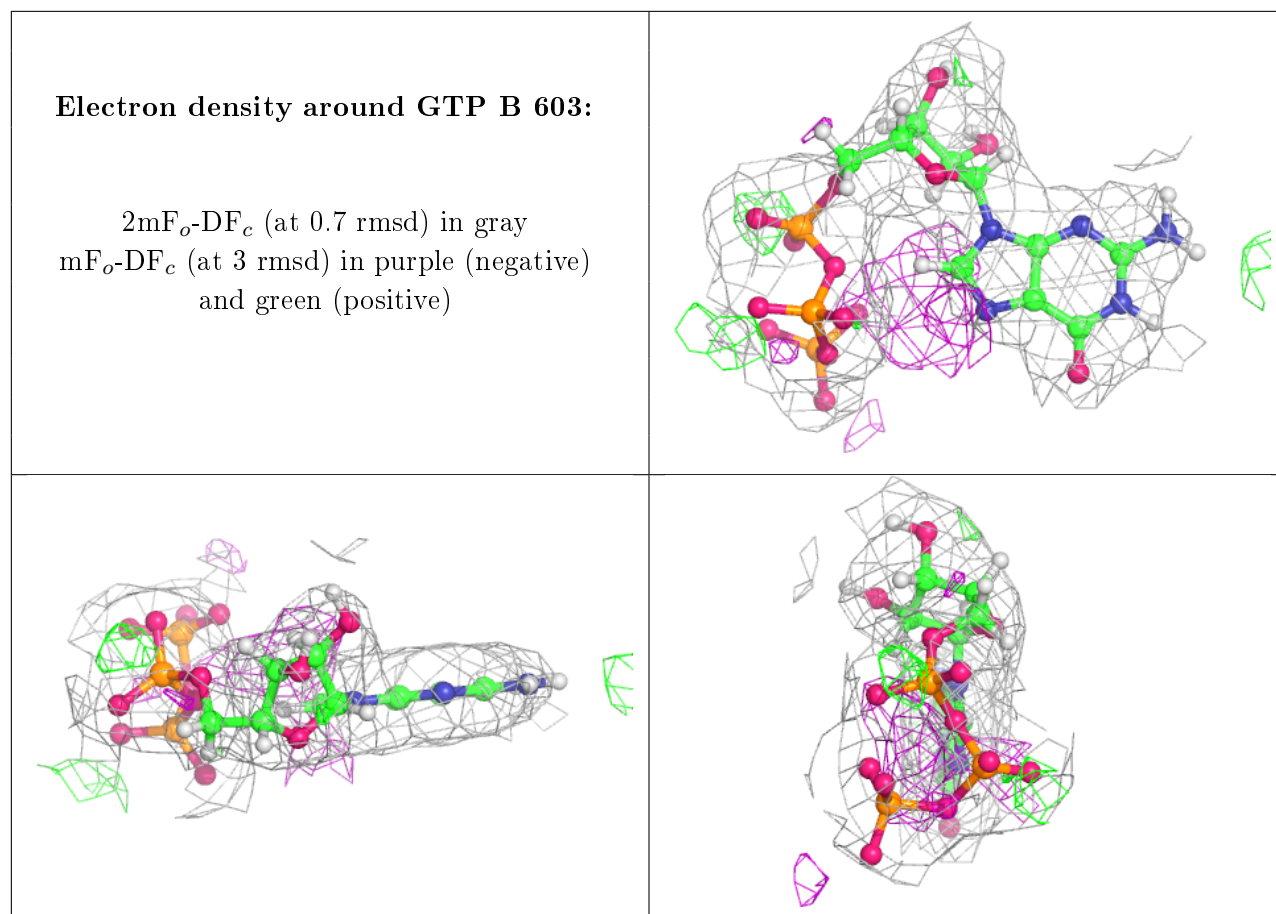 Electron density around GTP B 603:
2mFₒ-DF𝒸 (at 0.7 rmsd) in gray
mFₒ-DF𝒸 (at 3 rmsd) in purple (negative)
and green (positive)